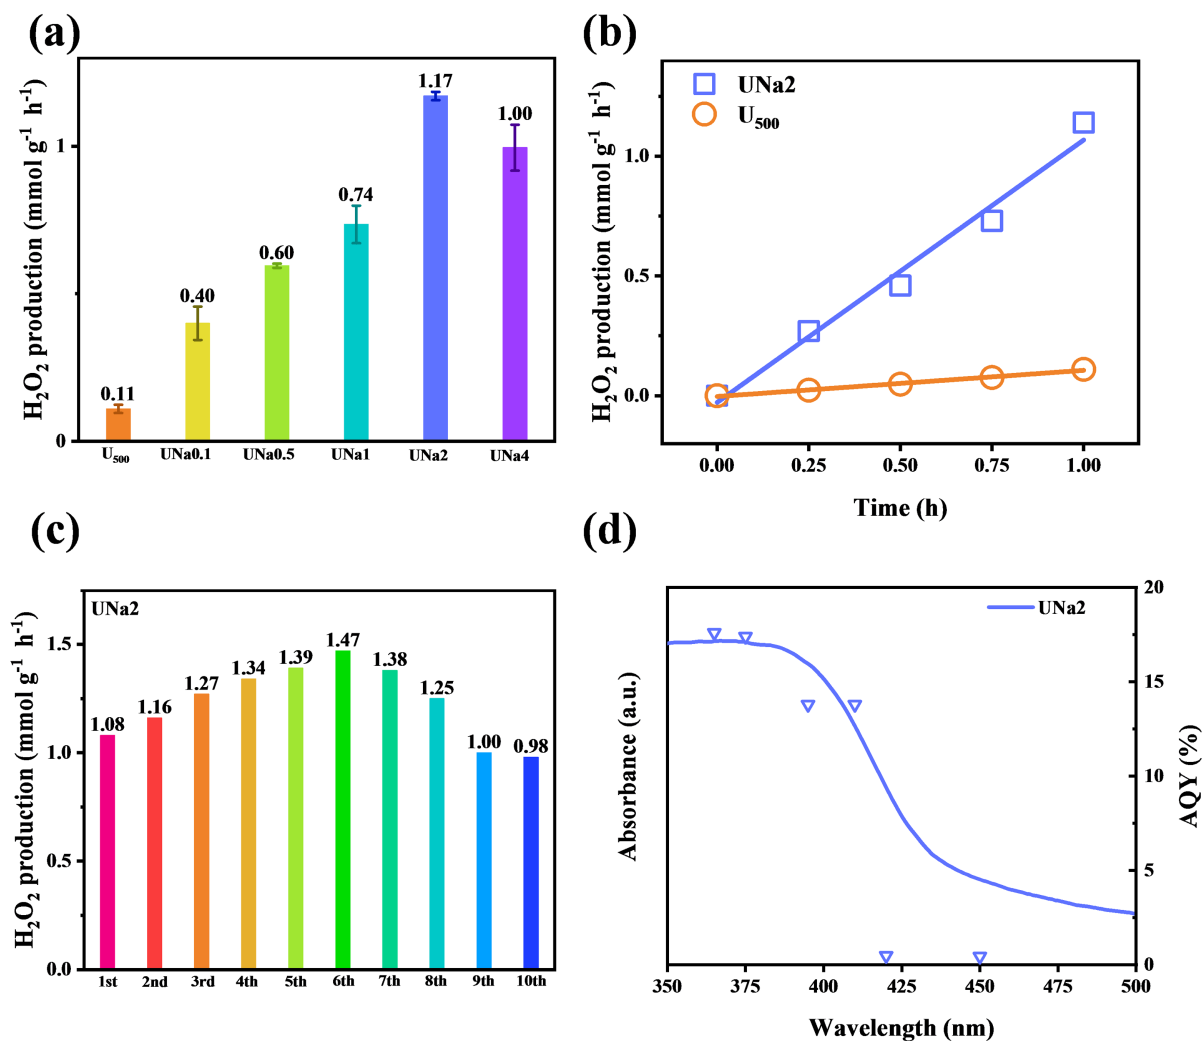 (a)
H₂O₂ production (mmol g⁻¹ h⁻¹)
1
0
0.11
0.40
0.60
0.74
1.17
1.00
U₅₀₀ UNa0.1 UNa0.5 UNa1 UNa2 UNa4
(b)
H₂O₂ production (mmol g⁻¹ h⁻¹)
UNa2
U₅₀₀
1.0
0.5
0.0
0.00 0.25 0.50 0.75 1.00
Time (h)
(c)
H₂O₂ production (mmol g⁻¹ h⁻¹)
UNa2
1.5
1.0
0.5
0.0
1.08
1.16
1.27
1.34
1.39
1.47
1.38
1.25
1.00
0.98
1st 2nd 3rd 4th 5th 6th 7th 8th 9th 10th
(d)
Absorbance (a.u.)
UNa2
20
15
10
5
0
AQY (%)
350 375 400 425 450 475 500
Wavelength (nm)